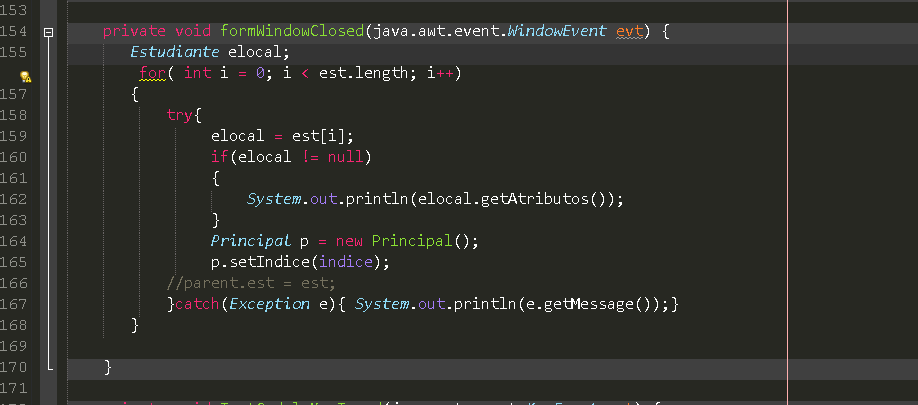 153
154 private void formWindowClosed(java.awt.event.WindowEvent evt) {
155 Estudiante elocal;
for( int i = 0; i < est.length; i++)
157 {
158 try{
159 elocal = est[i];
160 if(elocal != null)
161 {
162 System.out.println(elocal.getAtributos());
163 }
164 Principal p = new Principal();
165 p.setIndice(indice);
166 //parent.est = est;
167 }catch(Exception e){ System.out.println(e.getMessage());}
168 }
169
170 }
171